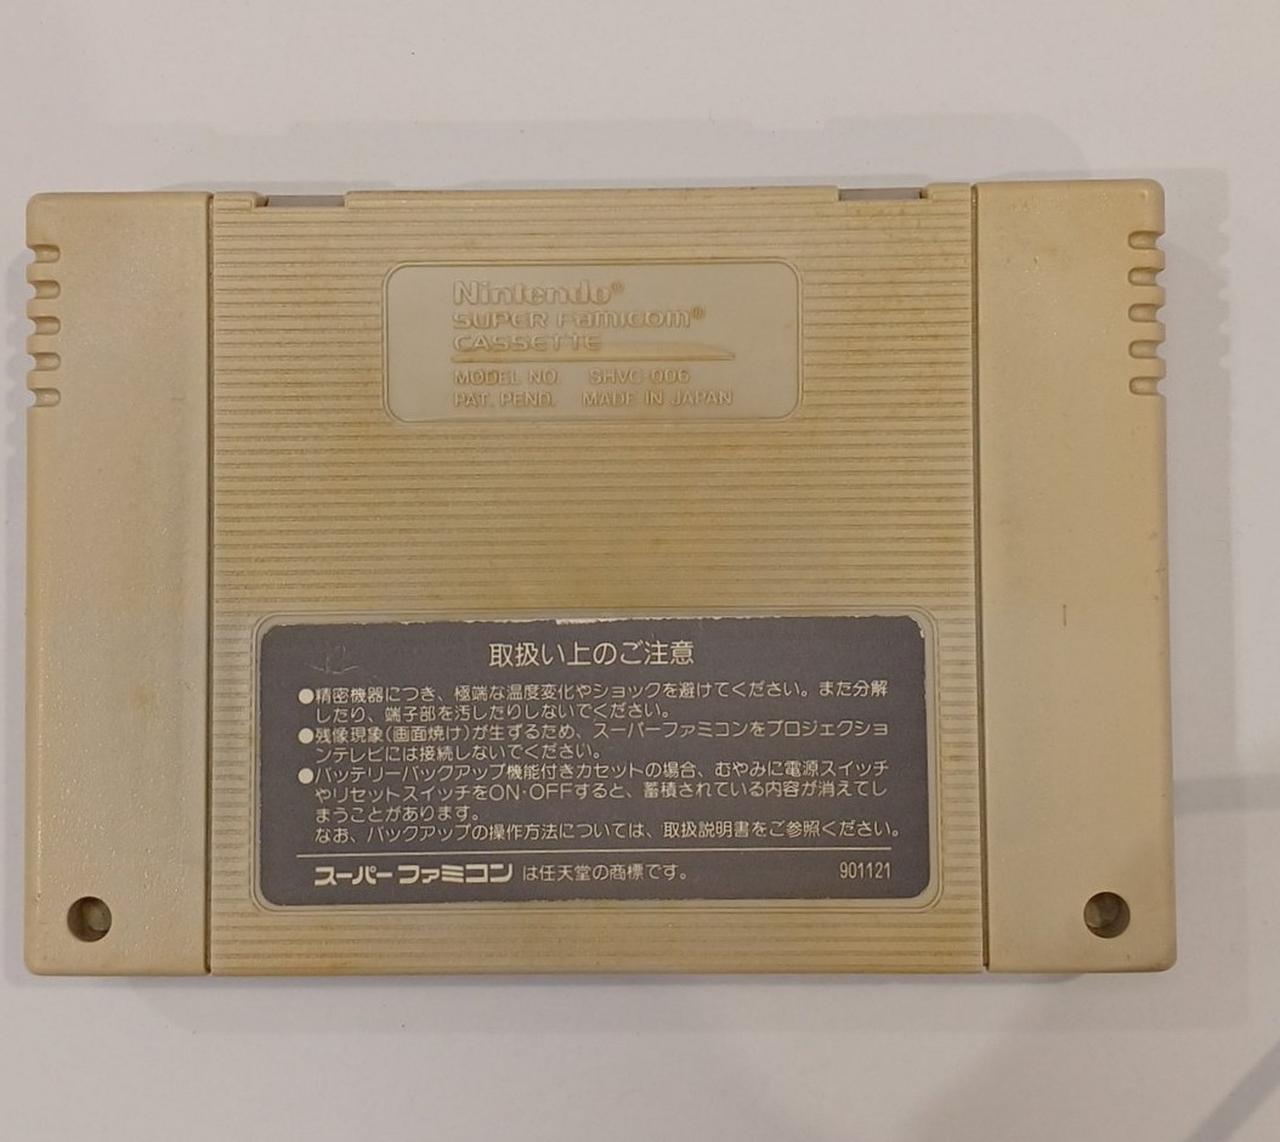 Nintendo®
SUPER FAMICOM®
CASSETTE
MODEL NO. SHVC-006
PAT. PEND. MADE IN JAPAN
取扱い上のご注意
●精密機器につき、極端な温度変化やショックを避けてください。また分解
したり、端子部を汚したりしないでください。
●残像現象(画面焼け)が生ずるため、スーパーファミコンをプロジェクショ
ンテレビには接続しないでください。
●バッテリーバックアップ機能付きカセットの場合、むやみに電源スイッチ
やリセットスイッチをON・OFFすると、蓄積されている内容が消えてし
まうことがあります。
なお、バックアップの操作方法については、取扱説明書をご参照ください。
スーパーファミコン は任天堂の商標です。 901121